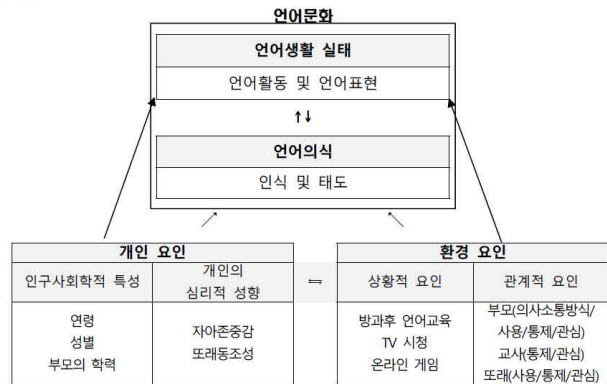 언어문화
언어생활 실태
언어활동 및 언어표현
↑↓
언어의식
인식 및 태도
개인 요인
환경 요인
인구사회학적 특성
개인의
심리적 성향
⇆
상황적 요인
관계적 요인
연령
성별
부모의 학력
자아존중감
또래동조성
방과후 언어교육
TV 시청
온라인 게임
부모(의사소통방식/
사용/통제/관심)
교사(통제/관심)
또래(사용/통제/관심)